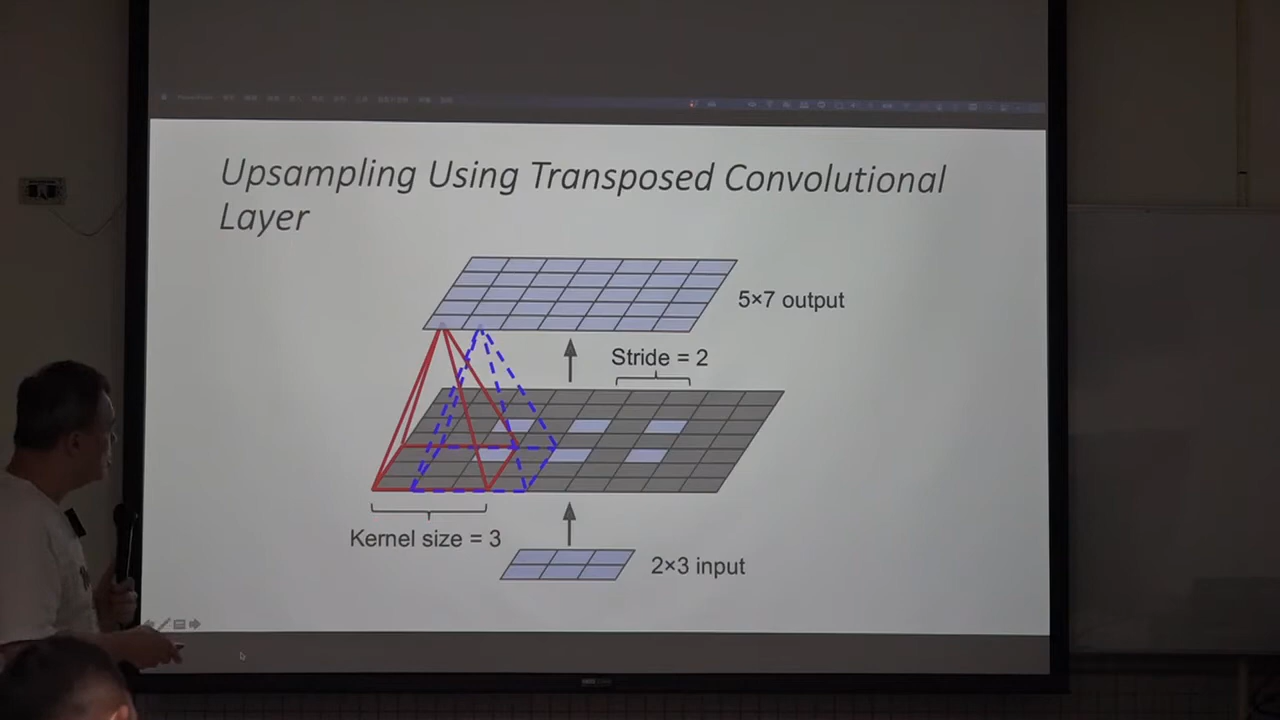 Upsampling Using Transposed Convolutional
Layer
5×7 output
Stride = 2
Kernel size = 3
2×3 input